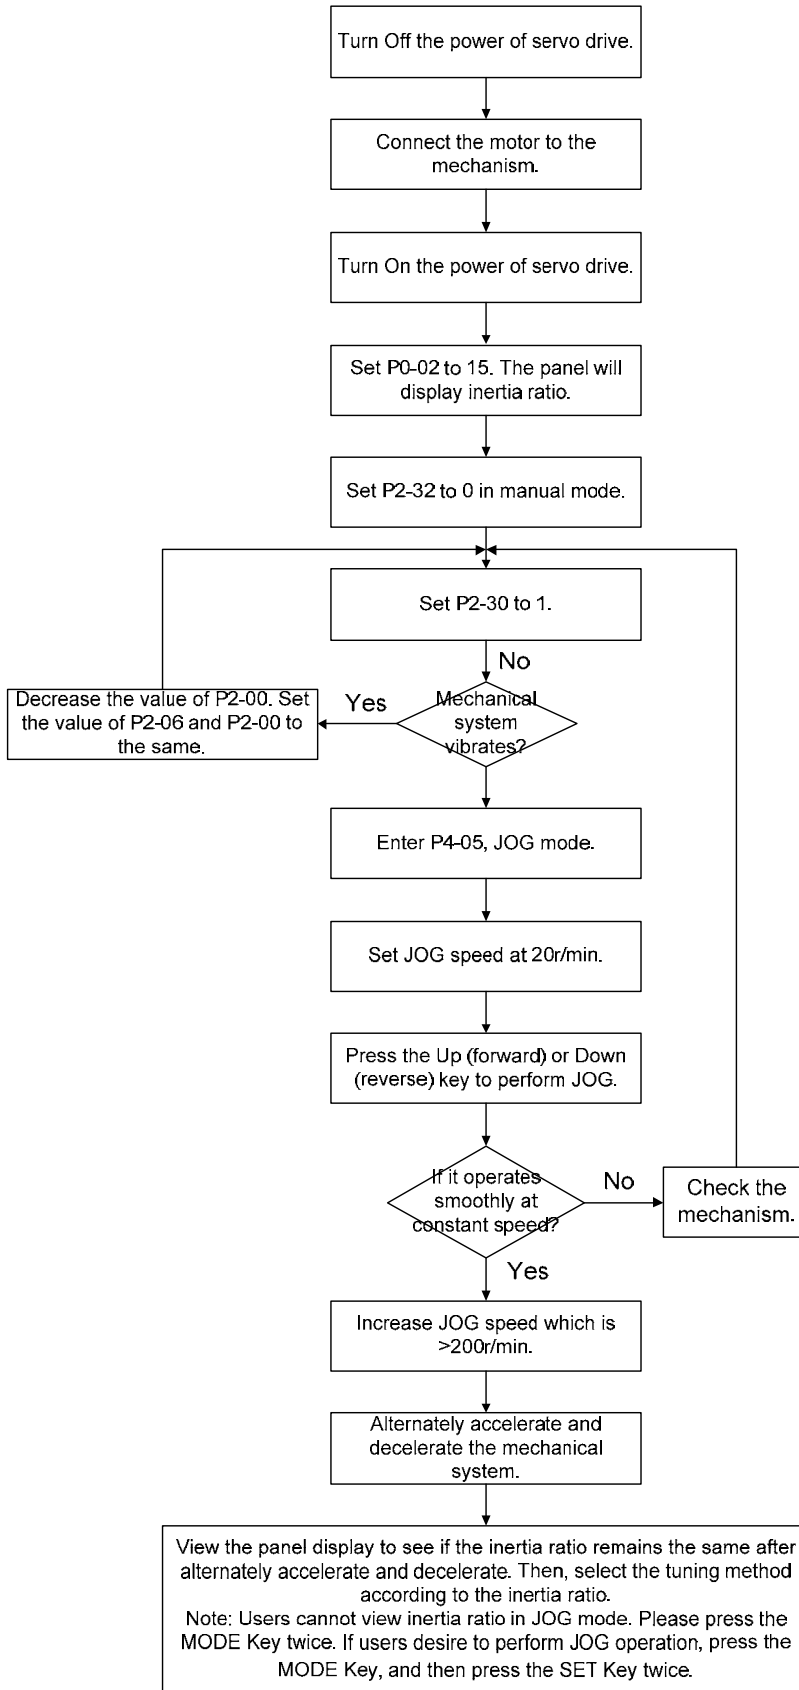 Turn Off the power of servo drive.
Connect the motor to the
mechanism.
Turn On the power of servo drive.
Set P0-02 to 15. The panel will
display inertia ratio.
Set P2-32 to 0 in manual mode.
Set P2-30 to 1.
No
Mechanical
system
vibrates?
Yes
Decrease the value of P2-00. Set
the value of P2-06 and P2-00 to
the same.
Enter P4-05, JOG mode.
Set JOG speed at 20r/min.
Press the Up (forward) or Down
(reverse) key to perform JOG.
If it operates
smoothly at
constant speed?
No
Check the
mechanism.
Yes
Increase JOG speed which is
>200r/min.
Alternately accelerate and
decelerate the mechanical
system.
View the panel display to see if the inertia ratio remains the same after
alternately accelerate and decelerate. Then, select the tuning method
according to the inertia ratio.
Note: Users cannot view inertia ratio in JOG mode. Please press the
MODE Key twice. If users desire to perform JOG operation, press the
MODE Key, and then press the SET Key twice.